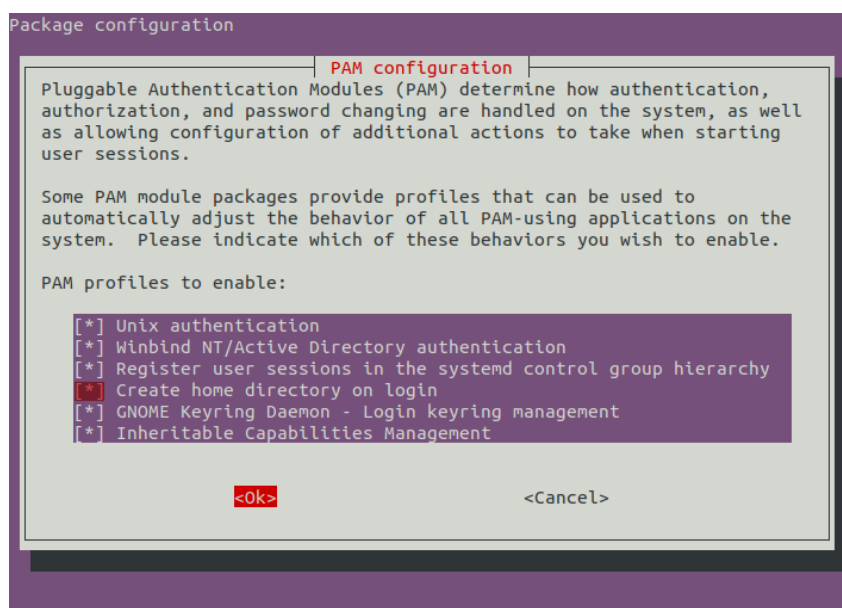 Package configuration
PAM configuration
Pluggable Authentication Modules (PAM) determine how authentication,
authorization, and password changing are handled on the system, as well
as allowing configuration of additional actions to take when starting
user sessions.
Some PAM module packages provide profiles that can be used to
automatically adjust the behavior of all PAM-using applications on the
system.  Please indicate which of these behaviors you wish to enable.
PAM profiles to enable:
[*] Unix authentication
[*] Winbind NT/Active Directory authentication
[*] Register user sessions in the systemd control group hierarchy
[*] Create home directory on login
[*] GNOME Keyring Daemon - Login keyring management
[*] Inheritable Capabilities Management
<Ok> <Cancel>